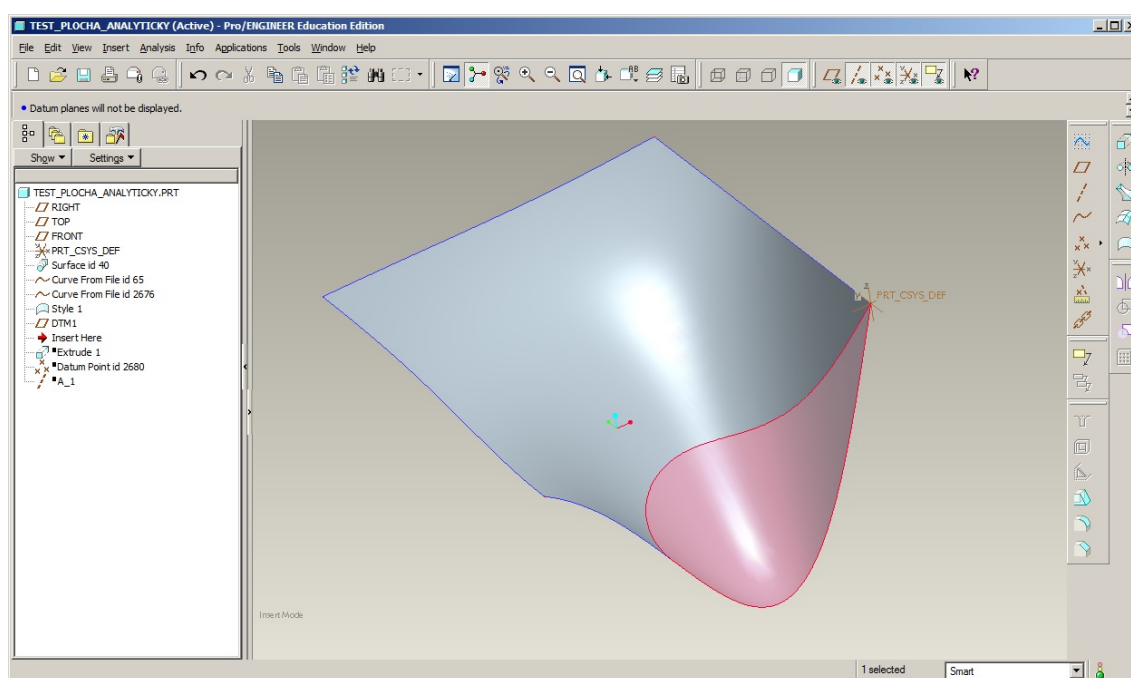 TEST_PLOCHA_ANALYTICKY (Active) - Pro/ENGINEER Education Edition
File Edit View Insert Analysis Info Applications Tools Window Help
• Datum planes will not be displayed.
Show Settings
TEST_PLOCHA_ANALYTICKY.PRT
RIGHT
TOP
FRONT
PRT_CSYS_DEF
Surface id 40
Curve From File id 65
Curve From File id 2676
Style 1
DTM1
Insert Here
Extrude 1
Datum Point id 2680
A_1
z
PRT_CSYS_DEF
Insert Mode
1 selected Smart